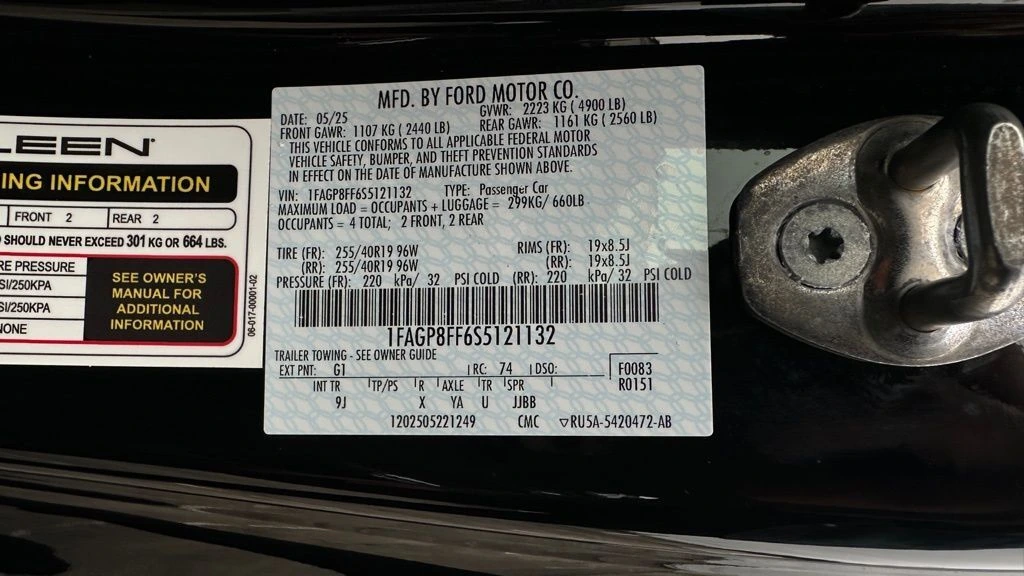 LEEN
ING INFORMATION
FRONT 2 REAR 2
SHOULD NEVER EXCEED 301 KG OR 664 LBS.
RE PRESSURE
SI/250KPA
SI/250KPA
NONE
SEE OWNER'S
MANUAL FOR
ADDITIONAL
INFORMATION
06-017-00001-02
MFD. BY FORD MOTOR CO.
DATE: 05/25 GVWR: 2223 KG (4900 LB)
FRONT GAWR: 1107 KG (2440 LB) REAR GAWR: 1161 KG (2560 LB)
THIS VEHICLE CONFORMS TO ALL APPLICABLE FEDERAL MOTOR
VEHICLE SAFETY, BUMPER, AND THEFT PREVENTION STANDARDS
IN EFFECT ON THE DATE OF MANUFACTURE SHOWN ABOVE.
VIN: 1FAGP8FF6S5121132 TYPE: Passenger Car
MAXIMUM LOAD = OCCUPANTS + LUGGAGE = 299KG/ 660LB
OCCUPANTS = 4 TOTAL; 2 FRONT, 2 REAR
TIRE (FR): 255/40R19 96W RIMS (FR): 19x8.5J
(RR): 255/40R19 96W (RR): 19x8.5J
PRESSURE (FR): 220 kPa/ 32 PSI COLD (RR): 220 kPa/ 32 PSI COLD
1FAGP8FF6S5121132
TRAILER TOWING - SEE OWNER GUIDE
EXT PNT: G1 RC: 74 DSO: F0083
INT TR TP/PS R AXLE TR SPR R0151
9J X YA U JJBB
1202505221249 CMC ▽RU5A-5420472-AB